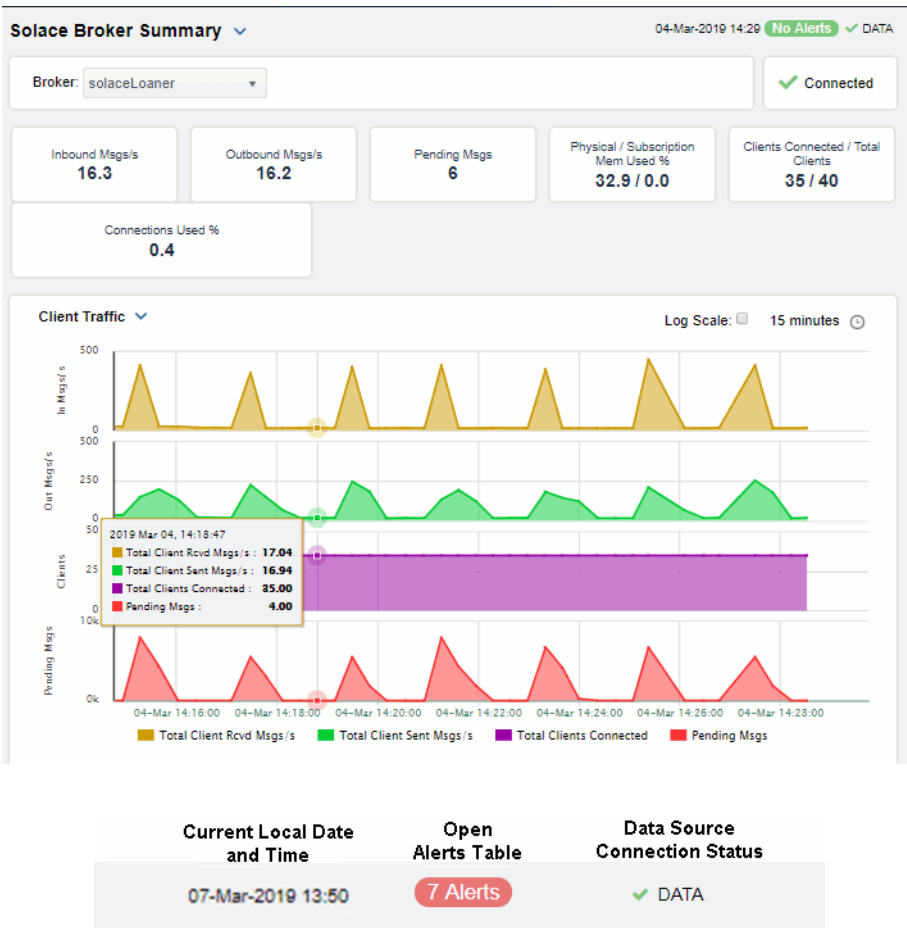 Solace Broker Summary
04-Mar-2019 14:29 No Alerts DATA
Broker: solaceLoaner
Connected
Inbound Msgs/s
16.3
Outbound Msgs/s
16.2
Pending Msgs
6
Physical / Subscription
Mem Used %
32.9 / 0.0
Clients Connected / Total
Clients
35 / 40
Connections Used %
0.4
Client Traffic
Log Scale: 15 minutes
500
In Msgs/s
0
500
Out Msgs/s
250
0
50
Clients
25
0
10k
Pending Msgs
0k
2019 Mar 04, 14:18:47
Total Client Rcvd Msgs/s : 17.04
Total Client Sent Msgs/s : 16.94
Total Clients Connected : 35.00
Pending Msgs : 4.00
04-Mar 14:16:00 04-Mar 14:18:00 04-Mar 14:20:00 04-Mar 14:22:00 04-Mar 14:24:00 04-Mar 14:26:00 04-Mar 14:28:00
Total Client Rcvd Msgs/s Total Client Sent Msgs/s Total Clients Connected Pending Msgs
Current Local Date
and Time
Open
Alerts Table
Data Source
Connection Status
07-Mar-2019 13:50 7 Alerts DATA